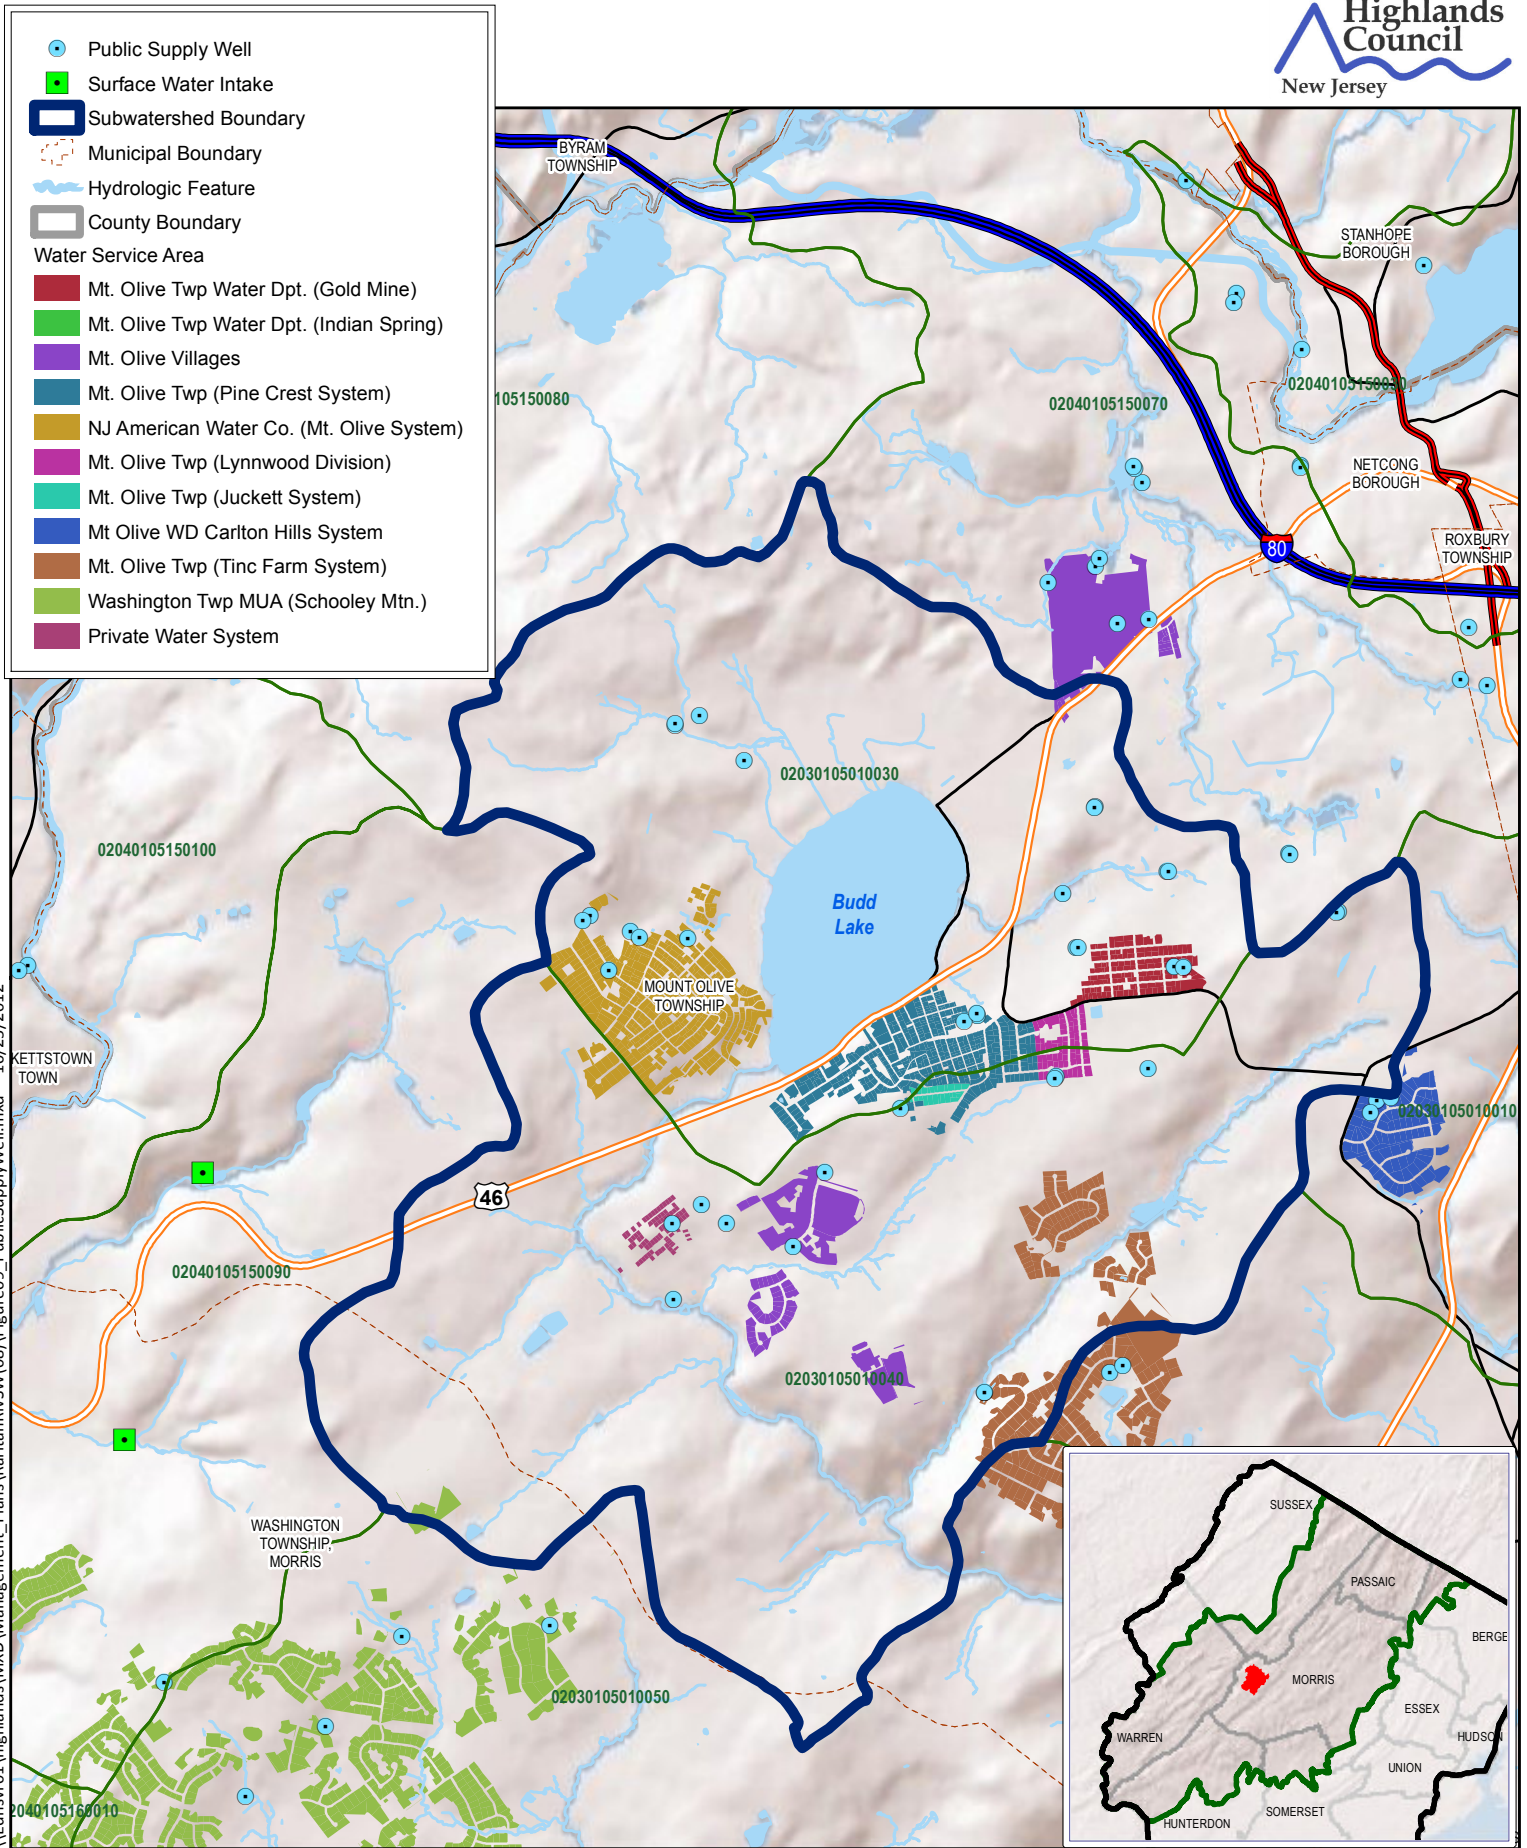 Highlands
Council
New Jersey
Public Supply Well
Surface Water Intake
Subwatershed Boundary
Municipal Boundary
Hydrologic Feature
County Boundary
Water Service Area
Mt. Olive Twp Water Dpt. (Gold Mine)
Mt. Olive Twp Water Dpt. (Indian Spring)
Mt. Olive Villages
Mt. Olive Twp (Pine Crest System)
NJ American Water Co. (Mt. Olive System)
Mt. Olive Twp (Lynnwood Division)
Mt. Olive Twp (Juckett System)
Mt Olive WD Carlton Hills System
Mt. Olive Twp (Tinc Farm System)
Washington Twp MUA (Schooley Mtn.)
Private Water System
BYRAM
TOWNSHIP
STANHOPE
BOROUGH
105150080
02040105150070
NETCONG
BOROUGH
80
ROXBURY
TOWNSHIP
02030105010030
02040105150100
Budd
Lake
MOUNT OLIVE
TOWNSHIP
KETTSTOWN
TOWN
02030105010010
46
02040105150090
02030105010040
WASHINGTON
TOWNSHIP,
MORRIS
02030105010050
2040105160010
SUSSEX
PASSAIC
BERGE
MORRIS
ESSEX
WARREN
HUDSON
UNION
SOMERSET
HUNTERDON